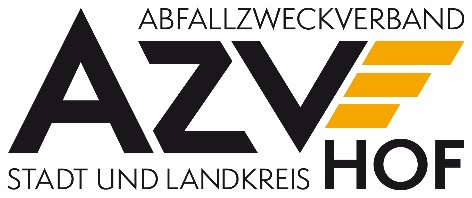 ABFALLZWECKVERBAND
AZV
STADT UND LANDKREIS HOF